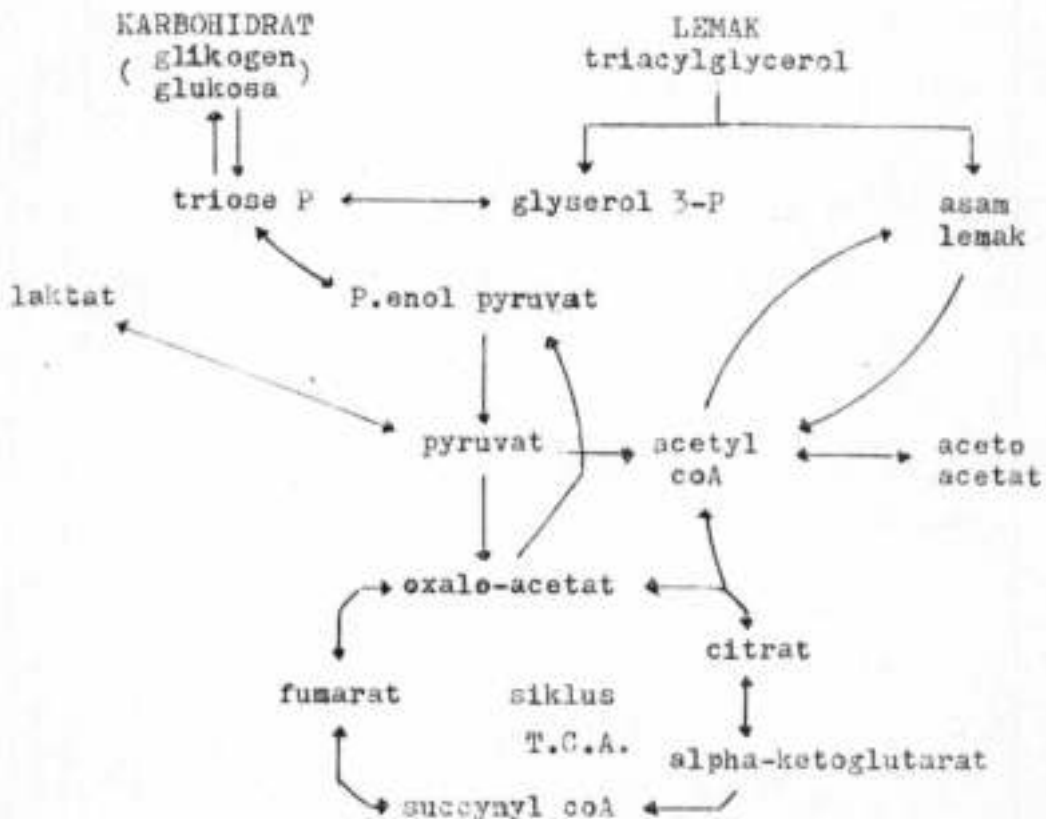 KARBOHIDRAT
( glikogen
glukosa )
LEMAK
triacylglycerol
triose P
glyserol 3-P
asam
lemak
laktat
P.enol pyruvat
pyruvat
acetyl
coA
aceto
acetat
oxalo-acetat
citrat
fumarat
siklus
T.C.A.
alpha-ketoglutarat
succynyl coA